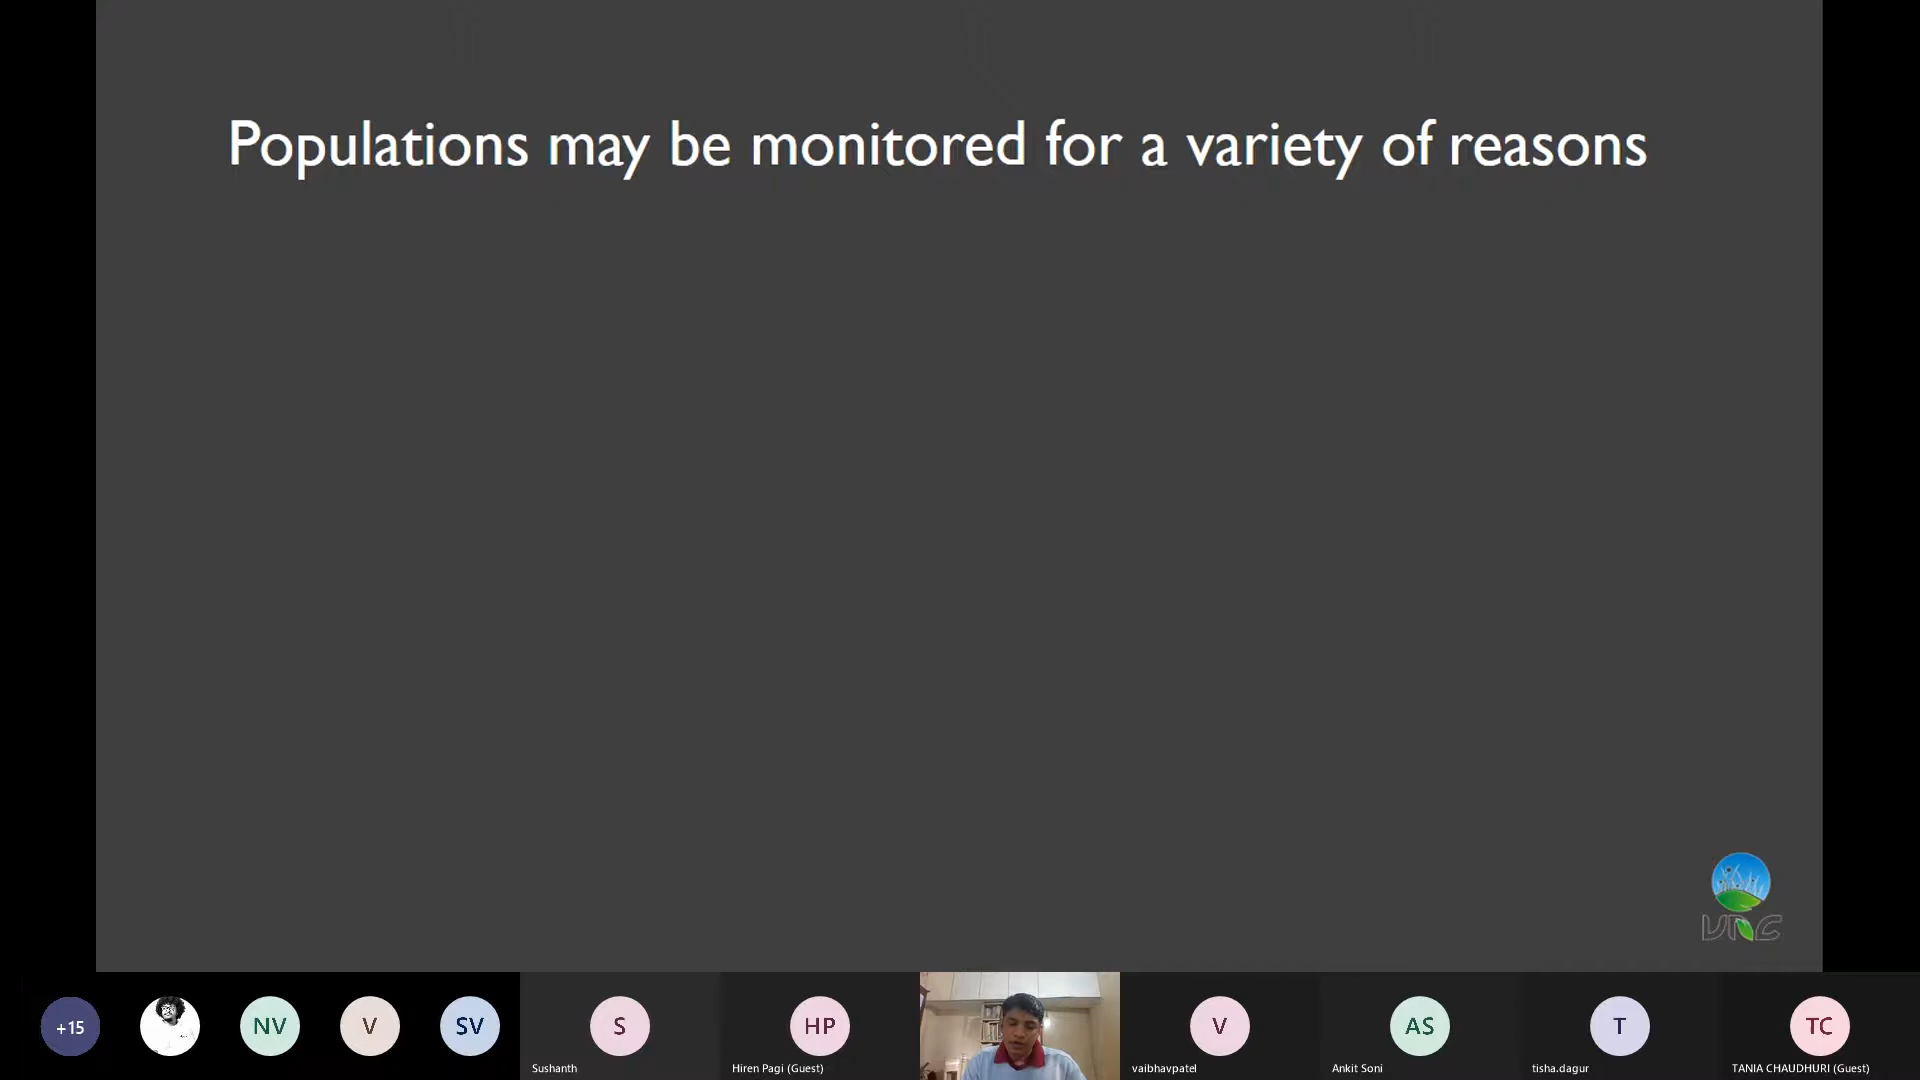 Populations may be monitored for a variety of reasons
VNC
+15
NV
V
SV
S
HP
V
AS
T
TC
Sushanth
Hiren Pagi (Guest)
vaibhavpatel
Ankit Soni
tisha.dagur
TANIA CHAUDHURI (Guest)